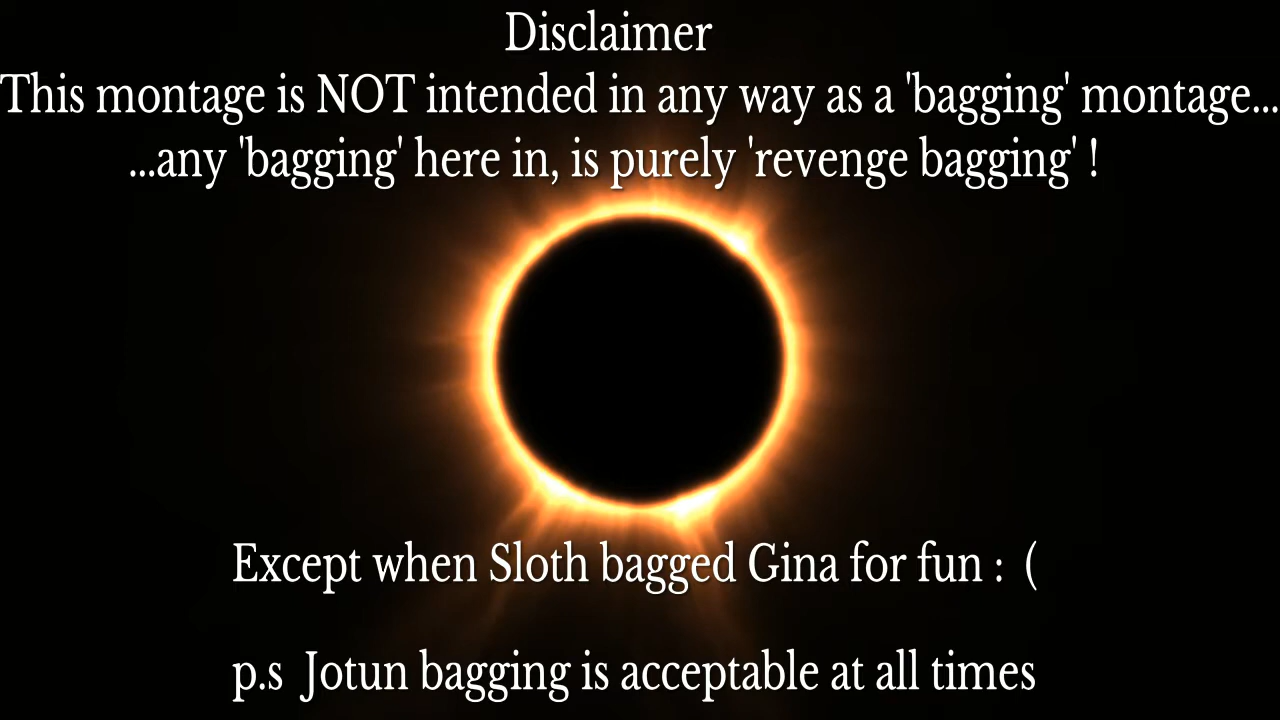 Disclaimer
This montage is NOT intended in any way as a 'bagging' montage...
...any 'bagging' here in, is purely 'revenge bagging' !
Except when Sloth bagged Gina for fun :  (
p.s  Jotun bagging is acceptable at all times